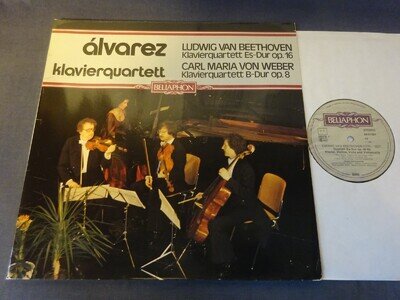 álvarez
klavierquartett
LUDWIG VAN BEETHOVEN
Klavierquartett Es-Dur op. 16
CARL MARIA VON WEBER
Klavierquartett B-Dur op. 8
BELLAPHON
BELLAPHON